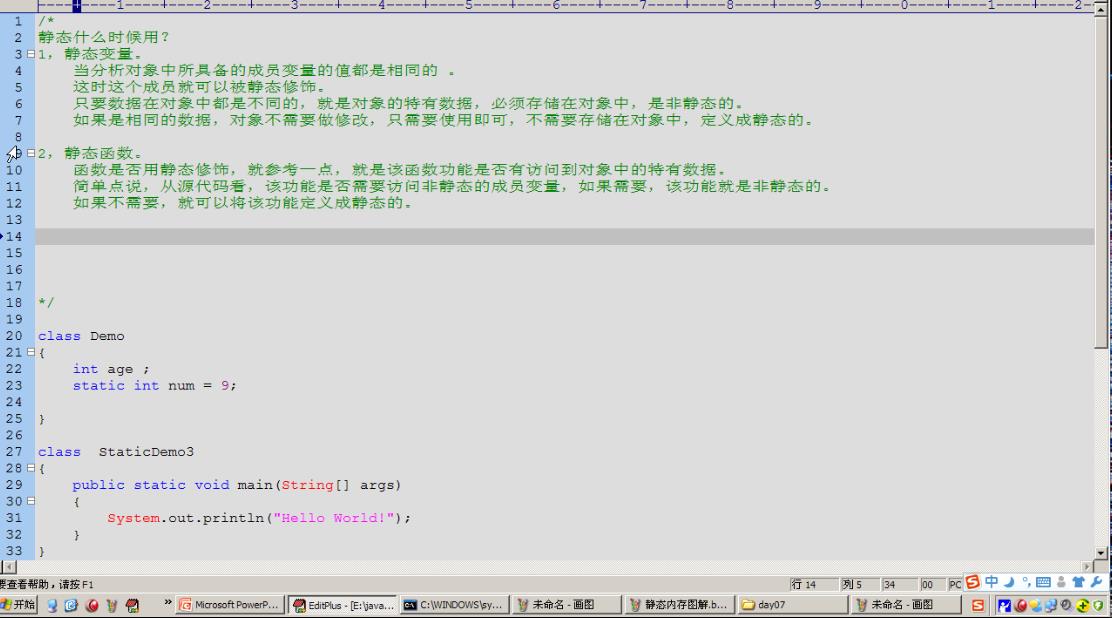 ----+----1----+----2----+----3----+----4----+----5----+----6----+----7----+----8----+----9----+----0----+----1----+----2-
1 /*
2 静态什么时候用？
3 1，静态变量。
4 当分析对象中所具备的成员变量的值都是相同的 。
5 这时这个成员就可以被静态修饰。
6 只要数据在对象中都是不同的，就是对象的特有数据，必须存储在对象中，是非静态的。
7 如果是相同的数据，对象不需要做修改，只需要使用即可，不需要存储在对象中，定义成静态的。
8
9 2，静态函数。
10 函数是否用静态修饰，就参考一点，就是该函数功能是否有访问到对象中的特有数据。
11 简单点说，从源代码看，该功能是否需要访问非静态的成员变量，如果需要，该功能就是非静态的。
12 如果不需要，就可以将该功能定义成静态的。
13
14
15
16
17
18 */
19
20 class Demo
21 {
22 int age ;
23 static int num = 9;
24
25 }
26
27 class  StaticDemo3
28 {
29 public static void main(String[] args)
30 {
31 System.out.println("Hello World!");
32 }
33 }
要查看帮助，请按 F1 行 14 列 5 34 00 PC 中
开始 » Microsoft PowerP... EditPlus - [E:\java... C:\WINDOWS\sy... 未命名 - 画图 静态内存图解.b... day07 未命名 - 画图